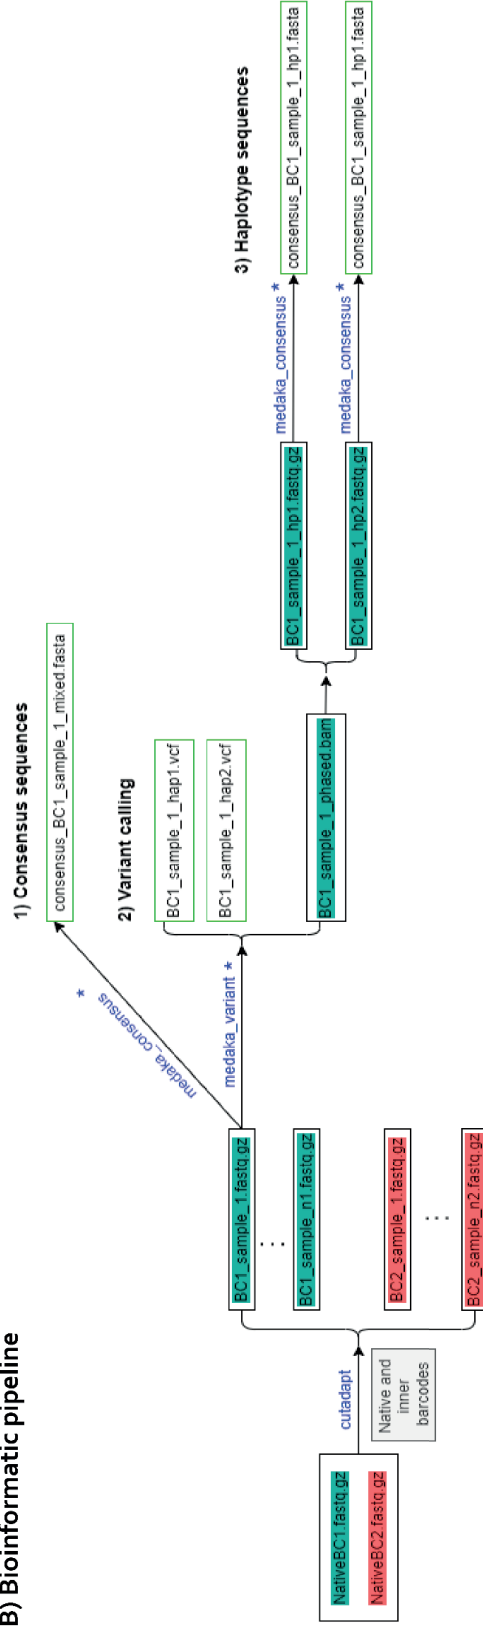 B) Bioinformatic pipeline
NativeBC1.fastq.gz
NativeBC2.fastq.gz
cutadapt
Native and
inner
barcodes
BC1_sample_1.fastq.gz
⋮
BC1_sample_n1.fastq.gz
BC2_sample_1.fastq.gz
⋮
BC2_sample_n2.fastq.gz
medaka_consensus *
1) Consensus sequences
consensus_BC1_sample_1_mixed.fasta
medaka_variant *
2) Variant calling
BC1_sample_1_hap1.vcf
BC1_sample_1_hap2.vcf
BC1_sample_1_phased.bam
BC1_sample_1_hp1.fastq.gz
BC1_sample_1_hp2.fastq.gz
3) Haplotype sequences
medaka_consensus *
consensus_BC1_sample_1_hp1.fasta
medaka_consensus *
consensus_BC1_sample_1_hp1.fasta